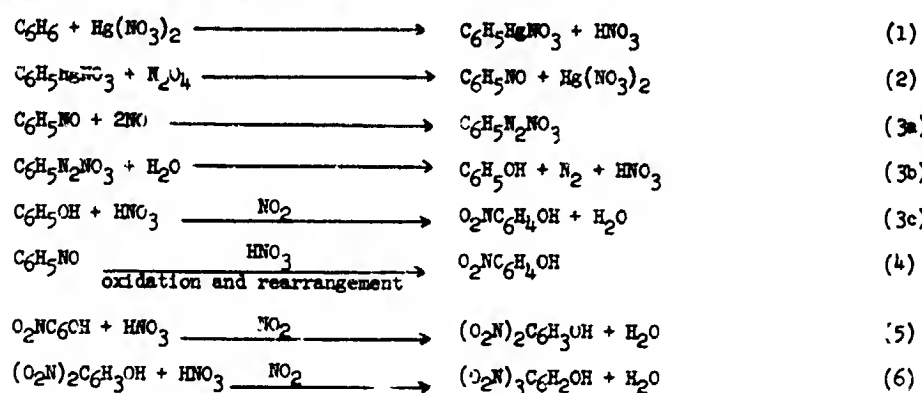 C6H6 + Hg(NO3)2 ⟶ C6H5HgNO3 + HNO3 (1)
C6H5HgNO3 + N2O4 ⟶ C6H5NO + Hg(NO3)2 (2)
C6H5NO + 2NO ⟶ C6H5N2NO3 (3a)
C6H5N2NO3 + H2O ⟶ C6H5OH + N2 + HNO3 (3b)
C6H5OH + HNO3 NO2 ⟶ O2NC6H4OH + H2O (3c)
C6H5NO HNO3 ⟶ O2NC6H4OH (4)
oxidation and rearrangement
O2NC6OH + HNO3 NO2 ⟶ (O2N)2C6H3OH + H2O (5)
(O2N)2C6H3OH + HNO3 NO2 ⟶ (O2N)3C6H2OH + H2O (6)